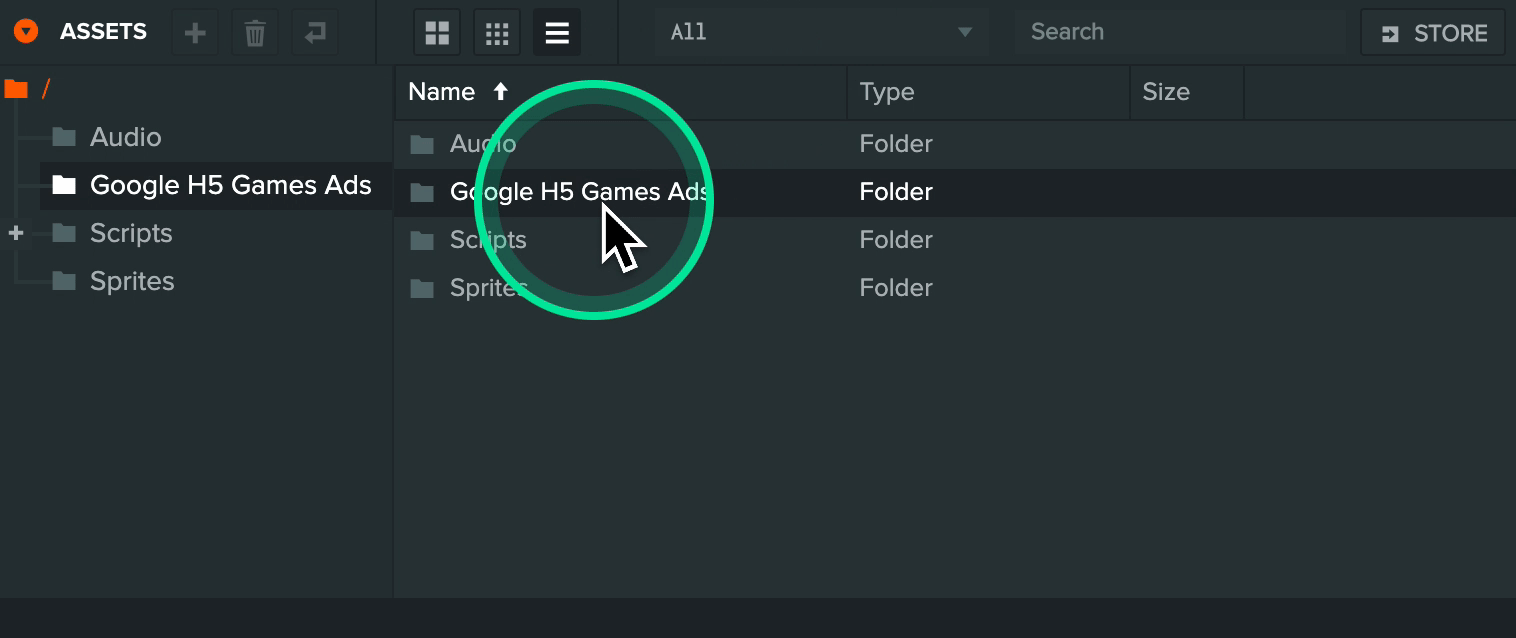 ASSETS All Search STORE
/
Audio
Google H5 Games Ads
Scripts
Sprites
Name Type Size
Audio Folder
Google H5 Games Ads Folder
Scripts Folder
Sprites Folder